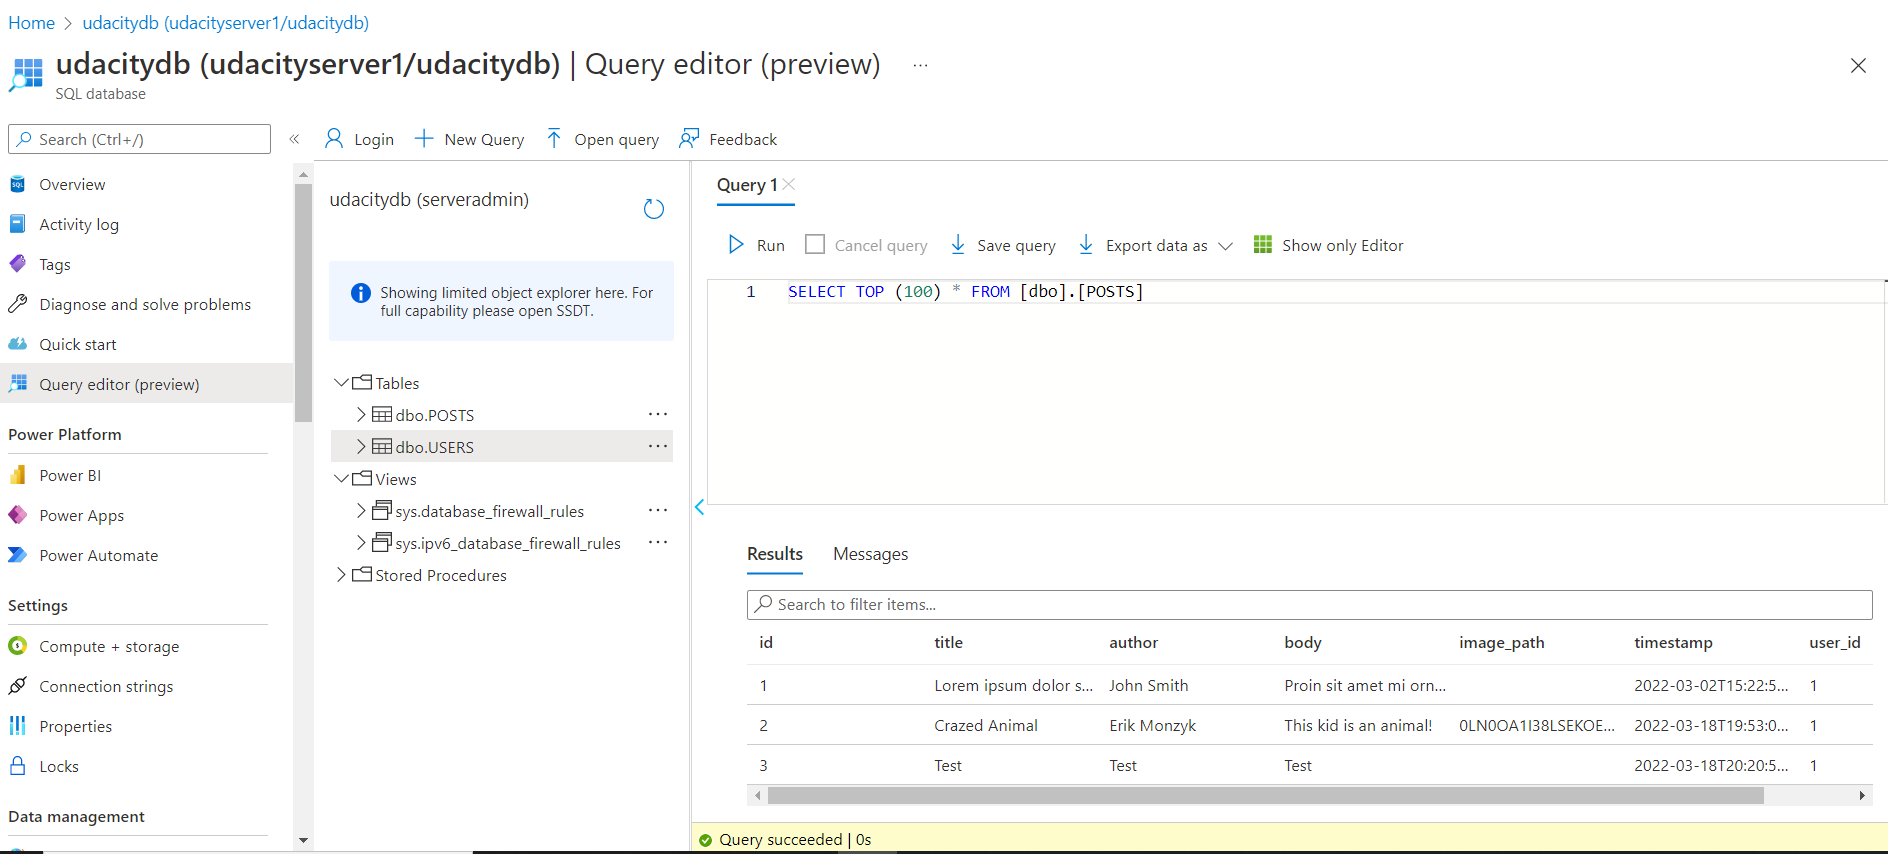 Home > udacitydb (udacityserver1/udacitydb)
udacitydb (udacityserver1/udacitydb) | Query editor (preview) ...
SQL database
Search (Ctrl+/)
«
Overview
Activity log
Tags
Diagnose and solve problems
Quick start
Query editor (preview)
Power Platform
Power BI
Power Apps
Power Automate
Settings
Compute + storage
Connection strings
Properties
Locks
Data management
Login
New Query
Open query
Feedback
udacitydb (serveradmin)
Showing limited object explorer here. For
full capability please open SSDT.
Tables
dbo.POSTS ...
dbo.USERS ...
Views
sys.database_firewall_rules ...
sys.ipv6_database_firewall_rules ...
Stored Procedures
Query 1
Run Cancel query Save query Export data as Show only Editor
1 SELECT TOP (100) * FROM [dbo].[POSTS]
Results Messages
Search to filter items...
id title author body image_path timestamp user_id
1 Lorem ipsum dolor s... John Smith Proin sit amet mi orn... 2022-03-02T15:22:5... 1
2 Crazed Animal Erik Monzyk This kid is an animal! 0LN0OA1I38LSEKOE... 2022-03-18T19:53:0... 1
3 Test Test Test 2022-03-18T20:20:5... 1
Query succeeded | 0s